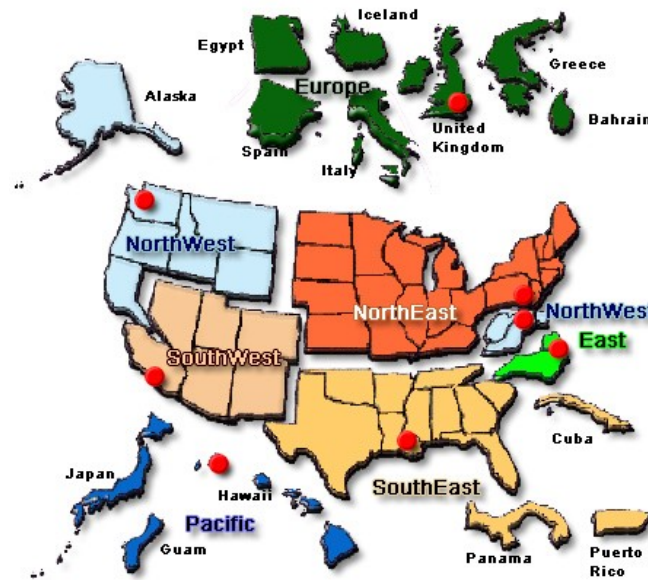 Iceland
Egypt
Greece
Europe
Alaska
Bahrain
United
Kingdom
Spain
Italy
NorthWest
NorthEast
NorthWest
East
SouthWest
Cuba
Japan
Hawaii
SouthEast
Pacific
Guam
Panama
Puerto
Rico